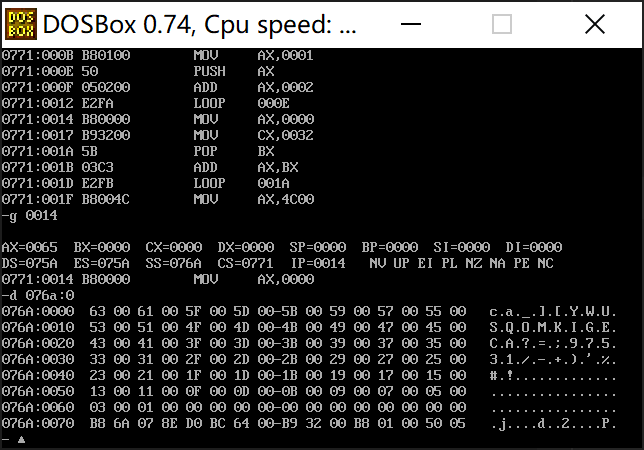 DOS BOX DOSBox 0.74, Cpu speed: ...
0771:000B B80100 MOV AX,0001
0771:000E 50 PUSH AX
0771:000F 050200 ADD AX,0002
0771:0012 E2FA LOOP 000E
0771:0014 B80000 MOV AX,0000
0771:0017 B93200 MOV CX,0032
0771:001A 5B POP BX
0771:001B 03C3 ADD AX,BX
0771:001D E2FB LOOP 001A
0771:001F B8004C MOV AX,4C00
-g 0014
AX=0065 BX=0000 CX=0000 DX=0000 SP=0000 BP=0000 SI=0000 DI=0000
DS=075A ES=075A SS=076A CS=0771 IP=0014 NV UP EI PL NZ NA PE NC
0771:0014 B80000 MOV AX,0000
-d 076a:0
076A:0000 63 00 61 00 5F 00 5D 00-5B 00 59 00 57 00 55 00 c.a._.].[.Y.W.U.
076A:0010 53 00 51 00 4F 00 4D 00-4B 00 49 00 47 00 45 00 S.Q.O.M.K.I.G.E.
076A:0020 43 00 41 00 3F 00 3D 00-3B 00 39 00 37 00 35 00 C.A.?.=.;.9.7.5.
076A:0030 33 00 31 00 2F 00 2D 00-2B 00 29 00 27 00 25 00 3.1./.-.+.).'.%.
076A:0040 23 00 21 00 1F 00 1D 00-1B 00 19 00 17 00 15 00 #.!.............
076A:0050 13 00 11 00 0F 00 0D 00-0B 00 09 00 07 00 05 00 ................
076A:0060 03 00 01 00 00 00 00 00-00 00 00 00 00 00 00 00 ................
076A:0070 B8 6A 07 8E D0 BC 64 00-B9 32 00 B8 01 00 50 05 .j....d..2....P.
-